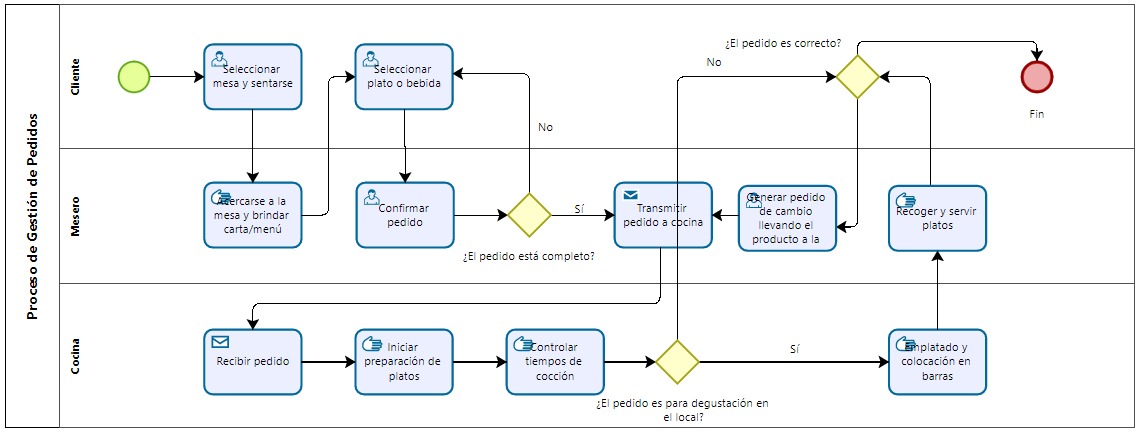 Proceso de Gestión de Pedidos
Cliente
Seleccionar
mesa y sentarse
Seleccionar
plato o bebida
No
¿El pedido es correcto?
No
Fin
Mesero
Acercarse a la
mesa y brindar
carta/menú
Confirmar
pedido
¿El pedido está completo?
Sí
Transmitir
pedido a cocina
Generar pedido
de cambio
llevando el
producto a la
Recoger y servir
platos
Cocina
Recibir pedido
Iniciar
preparación de
platos
Controlar
tiempos de
cocción
¿El pedido es para degustación en
el local?
Sí
Emplatado y
colocación en
barras